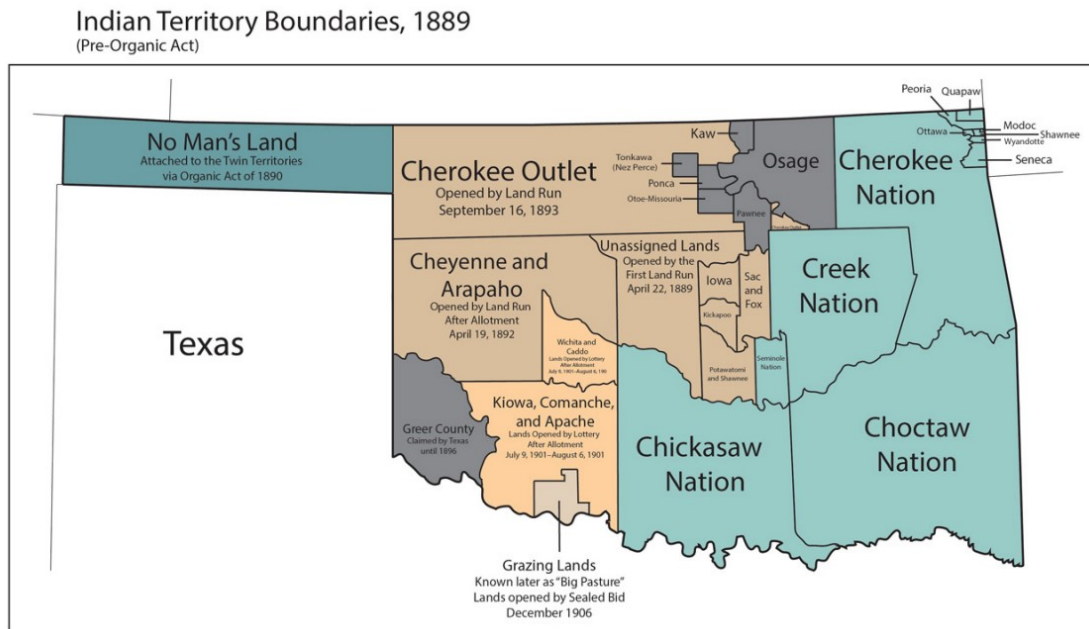 Indian Territory Boundaries, 1889
(Pre-Organic Act)
No Man's Land
Attached to the Twin Territories
via Organic Act of 1890
Cherokee Outlet
Opened by Land Run
September 16, 1893
Kaw
Tonkawa
(Nez Perce)
Ponca
Otoe-Missouria
Osage
Pawnee
Peoria
Quapaw
Ottawa
Modoc
Shawnee
Wyandotte
Seneca
Cherokee
Nation
Cheyenne and
Arapaho
Opened by Land Run
After Allotment
April 19, 1892
Unassigned Lands
Opened by the
First Land Run
April 22, 1889
Iowa
Sac
and
Fox
Kickapoo
Creek
Nation
Texas
Wichita and
Caddo
Lands Opened by Lottery
After Allotment
July 9, 1901–August 6, 190
Potawatomi
and Shawnee
Seminole
Nation
Greer County
Claimed by Texas
until 1896
Kiowa, Comanche,
and Apache
Lands Opened by Lottery
After Allotment
July 9, 1901–August 6, 1901
Chickasaw
Nation
Choctaw
Nation
Grazing Lands
Known later as "Big Pasture"
Lands opened by Sealed Bid
December 1906